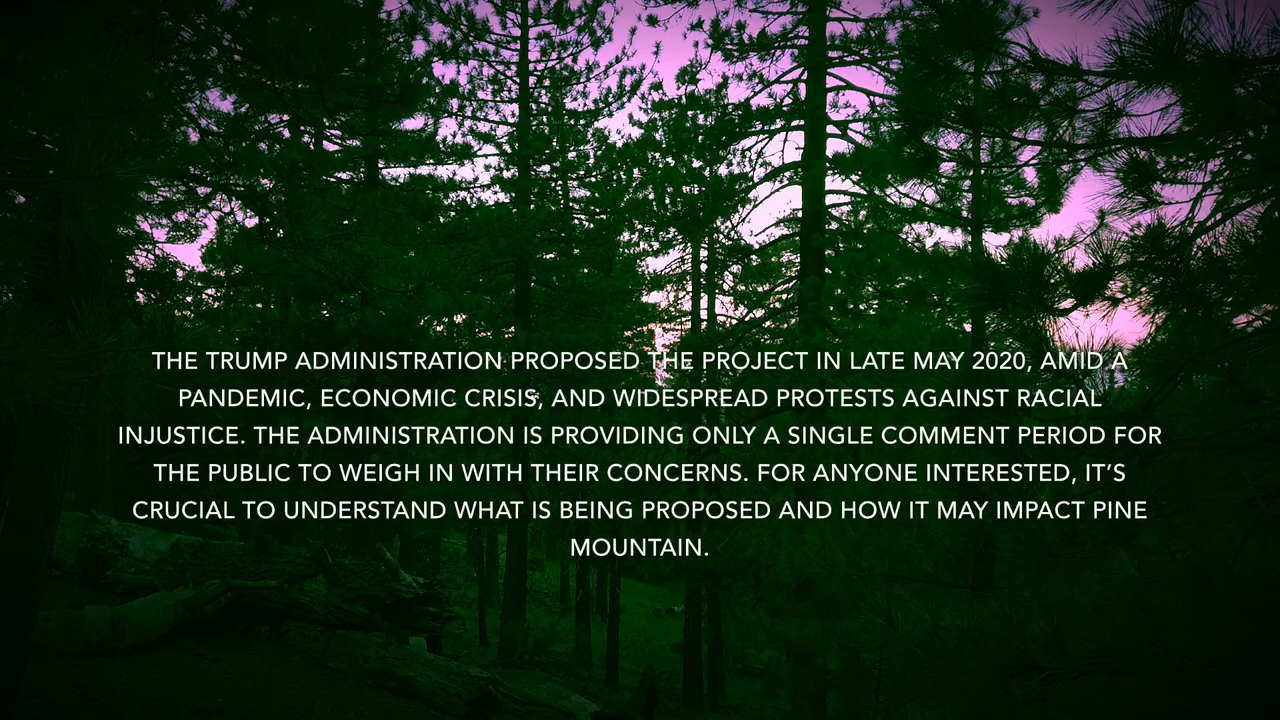 THE TRUMP ADMINISTRATION PROPOSED THE PROJECT IN LATE MAY 2020, AMID A
PANDEMIC, ECONOMIC CRISIS, AND WIDESPREAD PROTESTS AGAINST RACIAL
INJUSTICE. THE ADMINISTRATION IS PROVIDING ONLY A SINGLE COMMENT PERIOD FOR
THE PUBLIC TO WEIGH IN WITH THEIR CONCERNS. FOR ANYONE INTERESTED, IT’S
CRUCIAL TO UNDERSTAND WHAT IS BEING PROPOSED AND HOW IT MAY IMPACT PINE
MOUNTAIN.